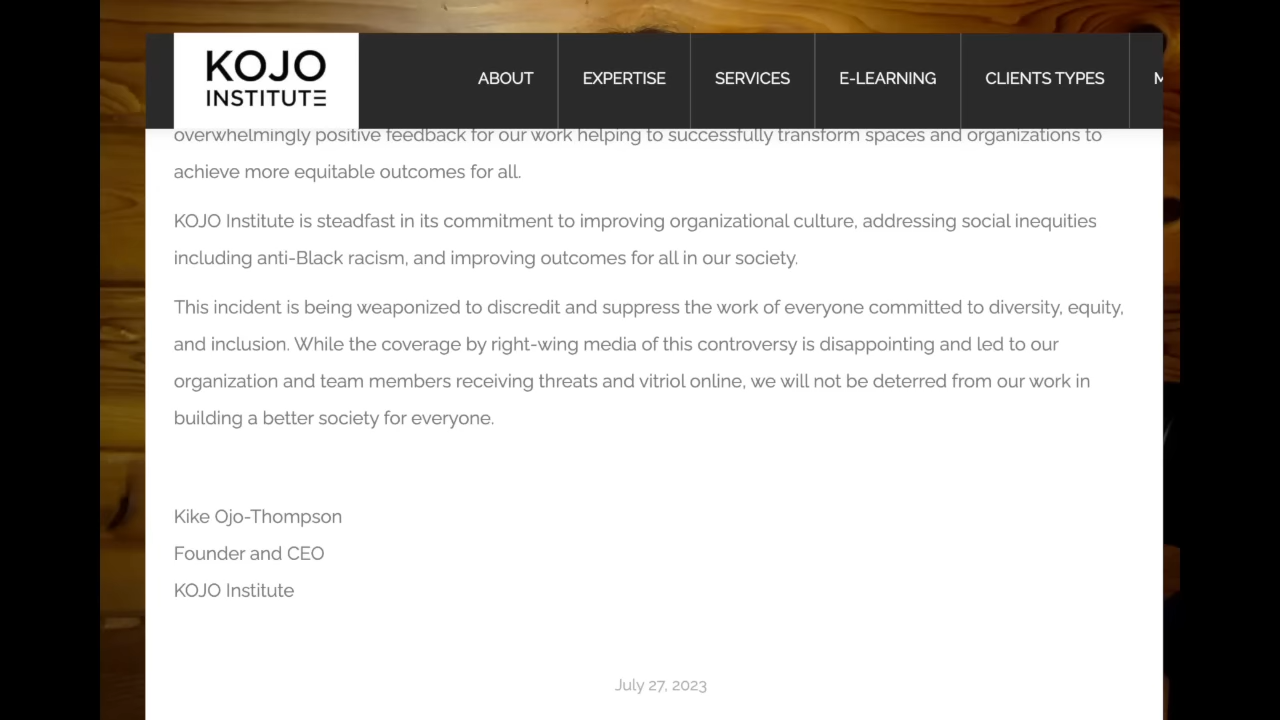 KOJO
INSTITUTE
ABOUT
EXPERTISE
SERVICES
E-LEARNING
CLIENTS TYPES
overwhelmingly positive feedback for our work helping to successfully transform spaces and organizations to
achieve more equitable outcomes for all.
KOJO Institute is steadfast in its commitment to improving organizational culture, addressing social inequities
including anti-Black racism, and improving outcomes for all in our society.
This incident is being weaponized to discredit and suppress the work of everyone committed to diversity, equity,
and inclusion. While the coverage by right-wing media of this controversy is disappointing and led to our
organization and team members receiving threats and vitriol online, we will not be deterred from our work in
building a better society for everyone.
Kike Ojo-Thompson
Founder and CEO
KOJO Institute
July 27, 2023